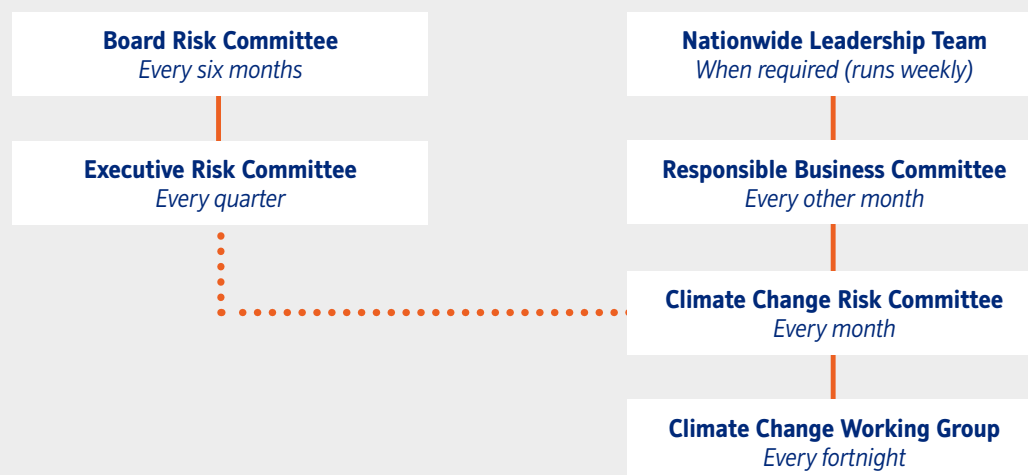 Board Risk Committee
Every six months
Executive Risk Committee
Every quarter
Nationwide Leadership Team
When required (runs weekly)
Responsible Business Committee
Every other month
Climate Change Risk Committee
Every month
Climate Change Working Group
Every fortnight